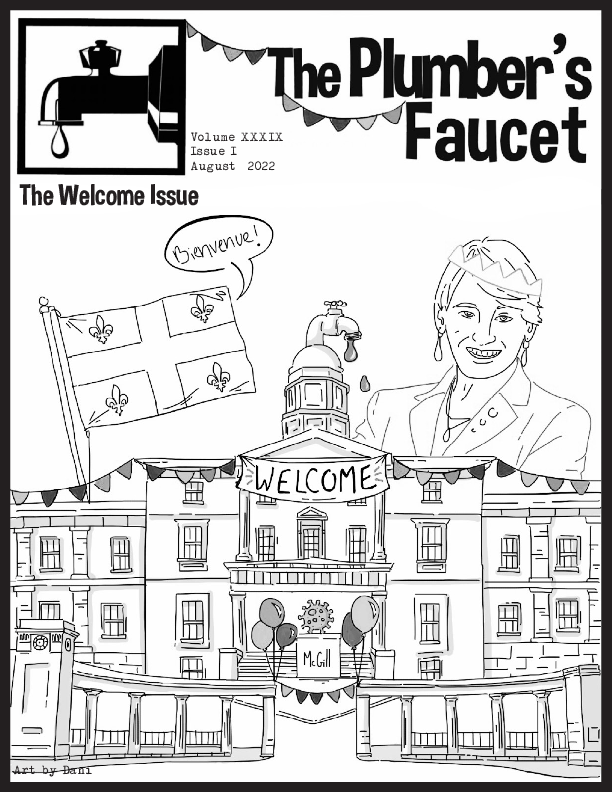 The Plumber's
Faucet
Volume XXXIX
Issue I
August 2022
The Welcome Issue
Bienvenue!
WELCOME
McGill
Art by Dani